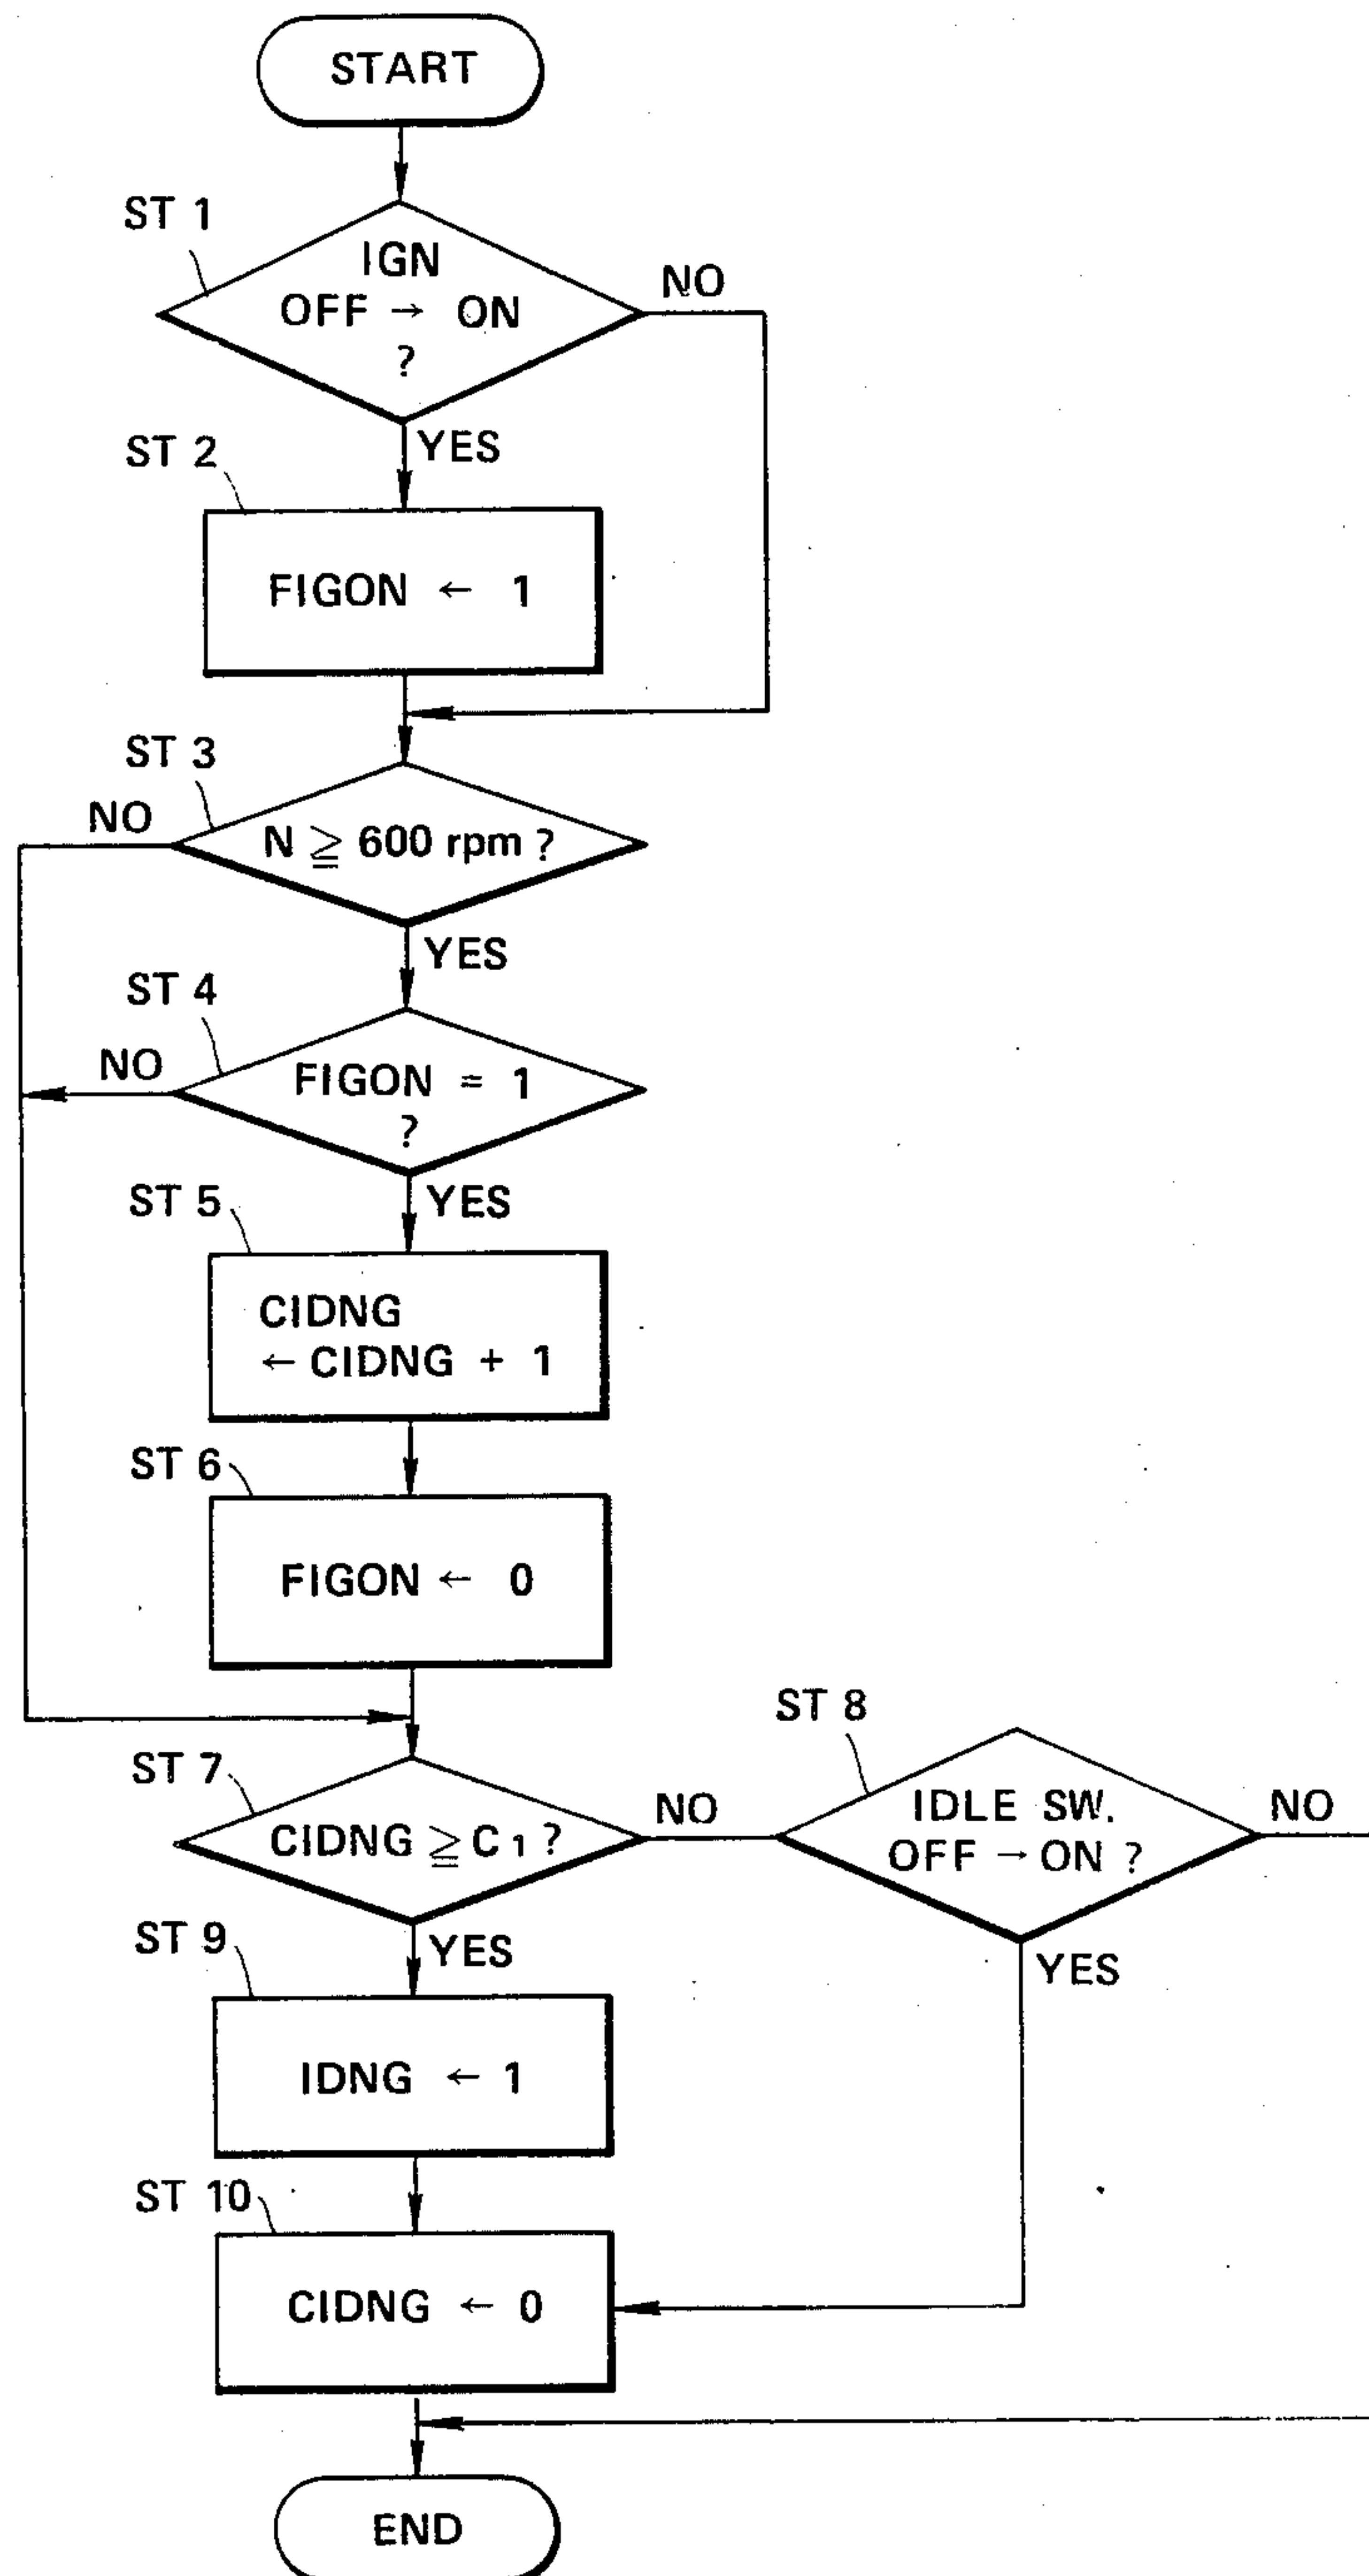 START
ST 1
IGN
OFF → ON
?
NO
YES
ST 2
FIGON ← 1
ST 3
NO
N ≧ 600 rpm ?
YES
ST 4
NO
FIGON = 1
?
YES
ST 5
CIDNG
← CIDNG + 1
ST 6
FIGON ← 0
ST 7
CIDNG ≧ C1 ?
NO
ST 8
IDLE SW.
OFF → ON ?
NO
YES
YES
ST 9
IDNG ← 1
ST 10
CIDNG ← 0
END